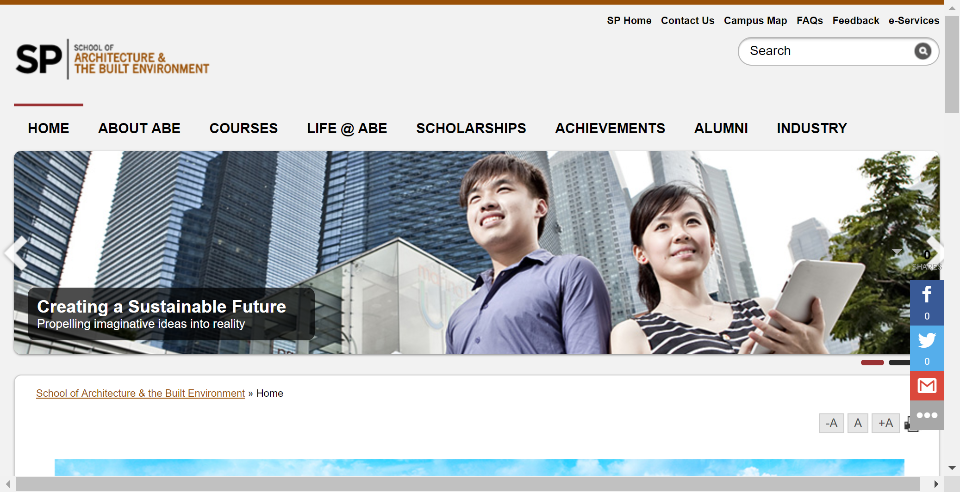 SP Home Contact Us Campus Map FAQs Feedback e-Services
SP SCHOOL OF
ARCHITECTURE &
THE BUILT ENVIRONMENT
Search
HOME ABOUT ABE COURSES LIFE @ ABE SCHOLARSHIPS ACHIEVEMENTS ALUMNI INDUSTRY
0
SHARES
Creating a Sustainable Future
Propelling imaginative ideas into reality
0
0
School of Architecture & the Built Environment » Home
-A A +A